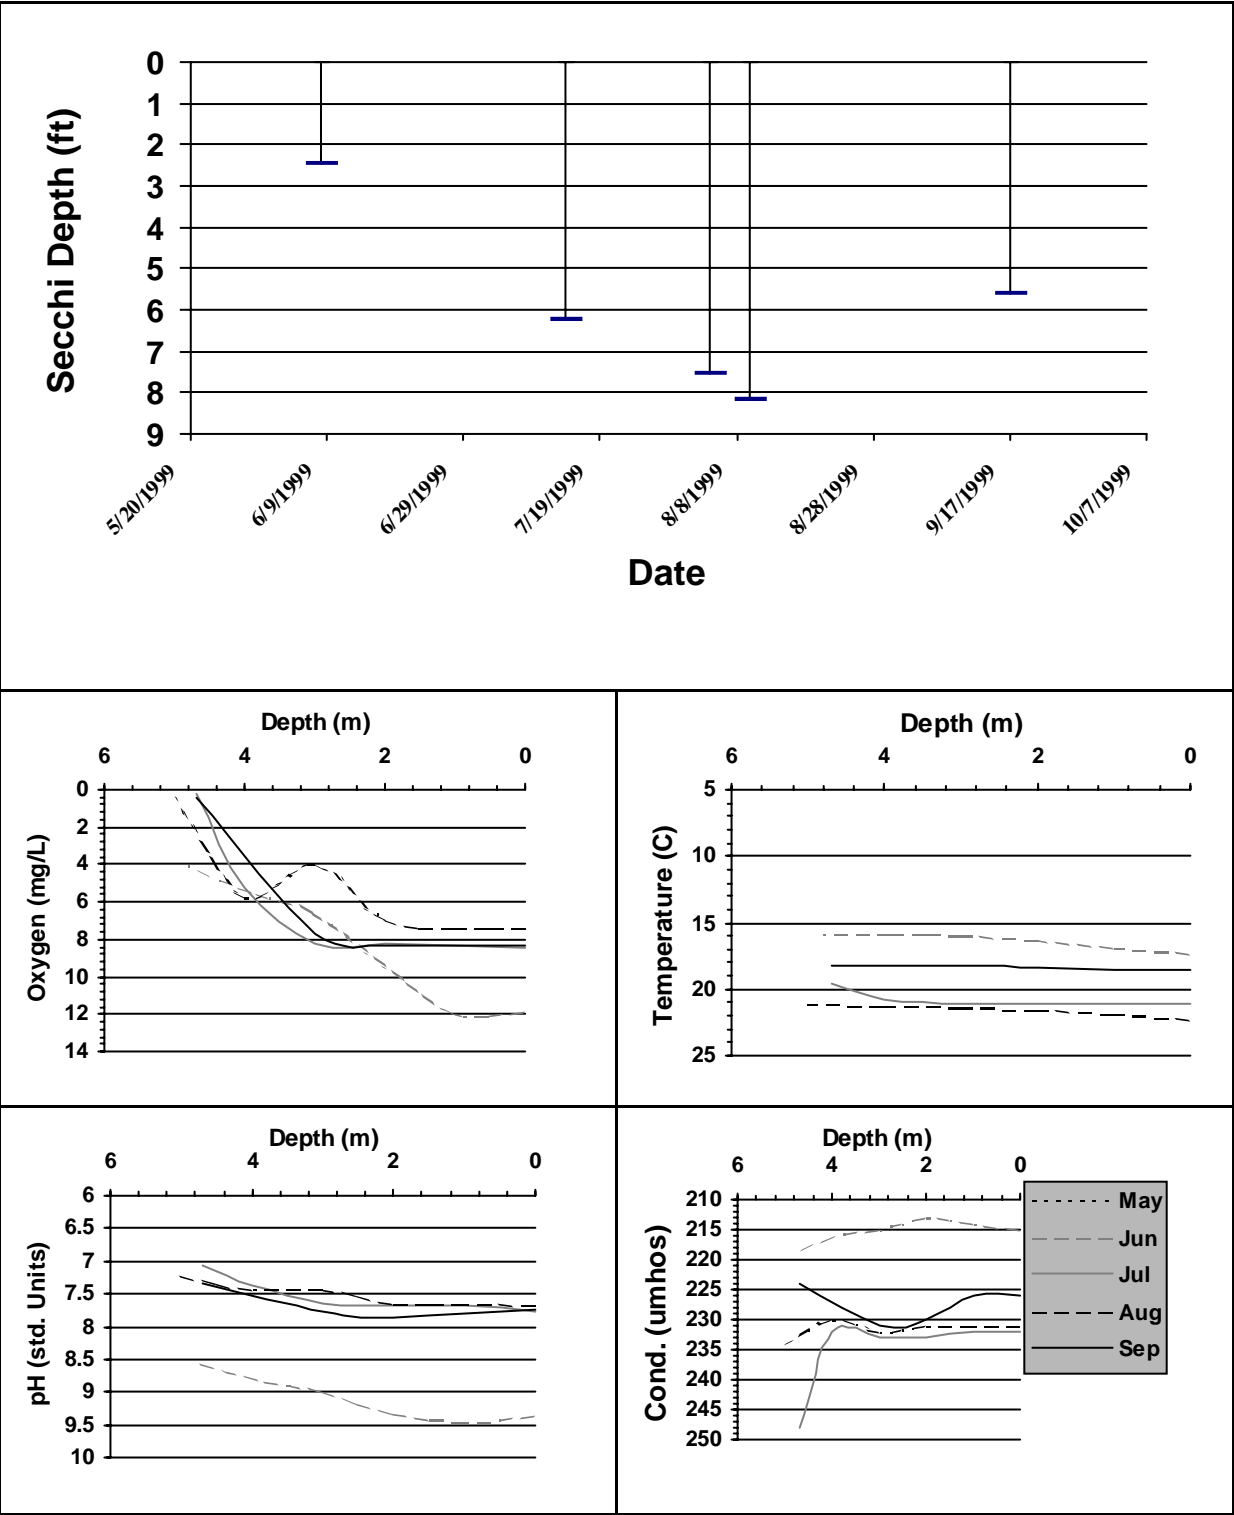 0
1
2
3
4
5
6
7
8
9
Secchi Depth (ft)
5/20/1999
6/9/1999
6/29/1999
7/19/1999
8/8/1999
8/28/1999
9/17/1999
10/7/1999
Date
Depth (m)
6 4 2 0
0
2
4
6
8
10
12
14
Oxygen (mg/L)
Depth (m)
6 4 2 0
5
10
15
20
25
Temperature (C)
Depth (m)
6 4 2 0
6
6.5
7
7.5
8
8.5
9
9.5
10
pH (std. Units)
Depth (m)
6 4 2 0
210
215
220
225
230
235
240
245
250
Cond. (umhos)
May
Jun
Jul
Aug
Sep